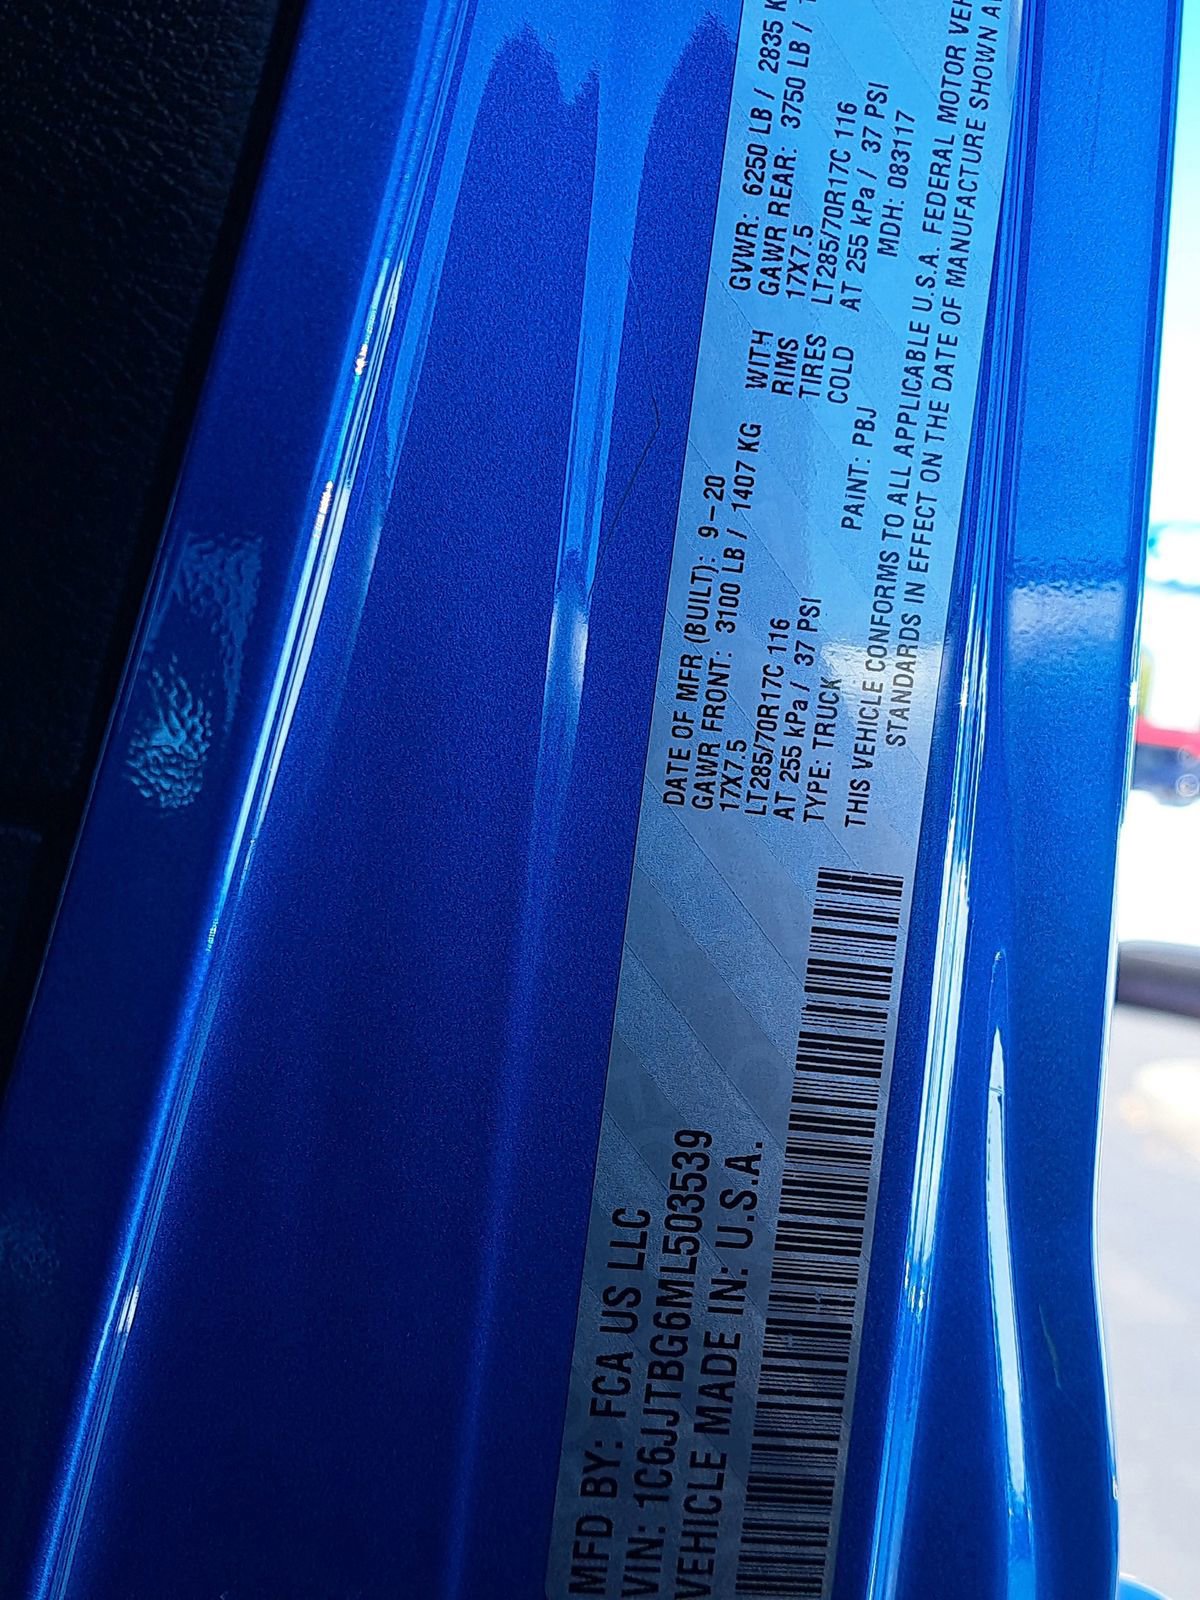 MFD BY: FCA US LLC
VIN: 1C6JJTBG6ML503539
VEHICLE MADE IN: U.S.A.
DATE OF MFR (BUILT): 9-20 GVWR: 6250 LB / 2835 K
GAWR FRONT: 3100 LB / 1407 KG WITH GAWR REAR: 3750 LB / 1
17X7.5 RIMS 17X7.5
LT285/70R17C 116 TIRES LT285/70R17C 116
AT 255 kPa / 37 PSI COLD AT 255 kPa / 37 PSI
TYPE: TRUCK PAINT: PBJ MDH: 083117
THIS VEHICLE CONFORMS TO ALL APPLICABLE U.S.A. FEDERAL MOTOR VEH
STANDARDS IN EFFECT ON THE DATE OF MANUFACTURE SHOWN A